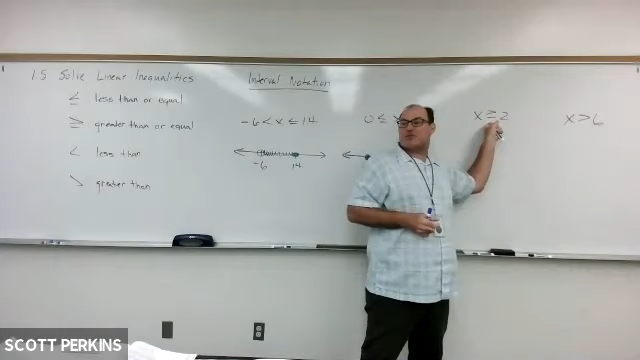 1.5 Solve Linear Inequalities
≤ less than or equal
≥ greater than or equal
< less than
> greater than
Interval Notation
-6 < x ≤ 14
-6 14
0 ≤ x
x ≥ 2
x > 6
SCOTT PERKINS